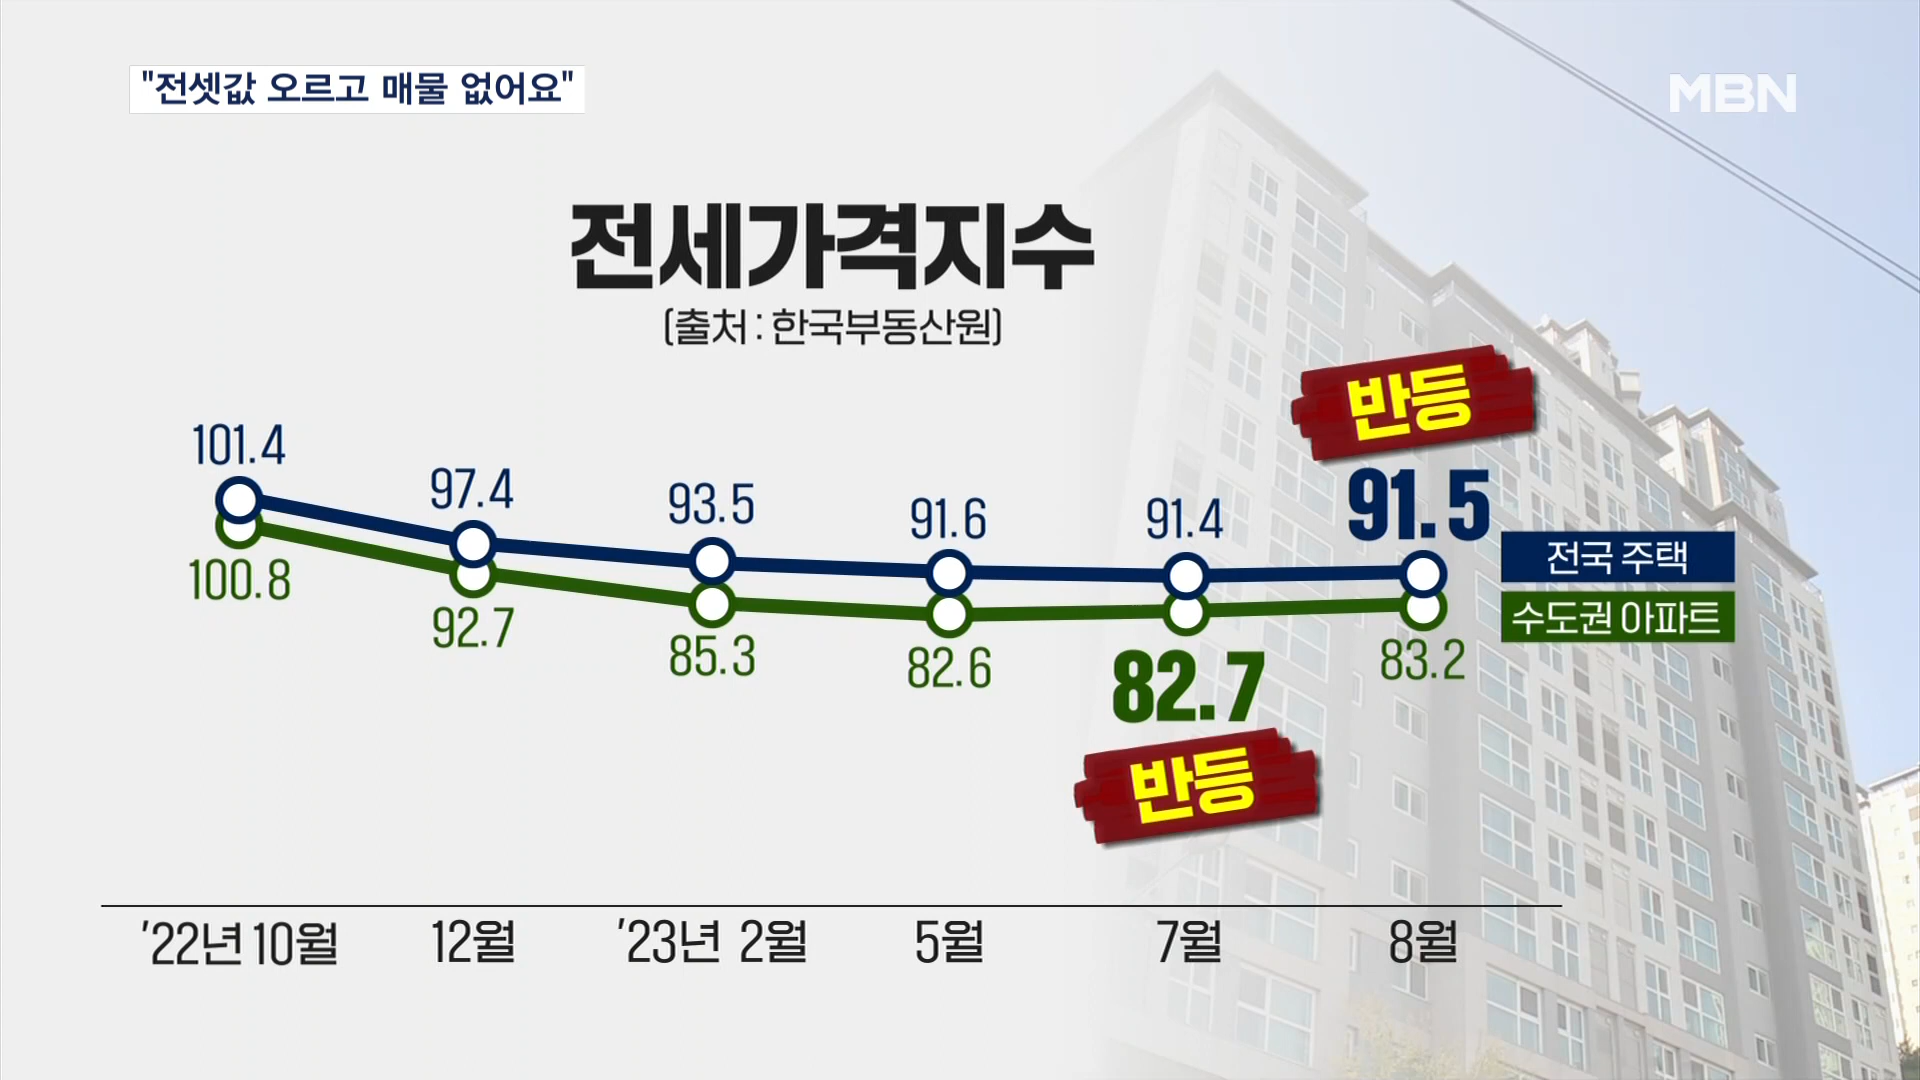 "전셋값 오르고 매물 없어요"
MBN
전세가격지수
(출처 : 한국부동산원)
반등
101.4 97.4 93.5 91.6 91.4 91.5
전국 주택
수도권 아파트
100.8 92.7 85.3 82.6 82.7 83.2
반등
'22년 10월 12월 '23년 2월 5월 7월 8월